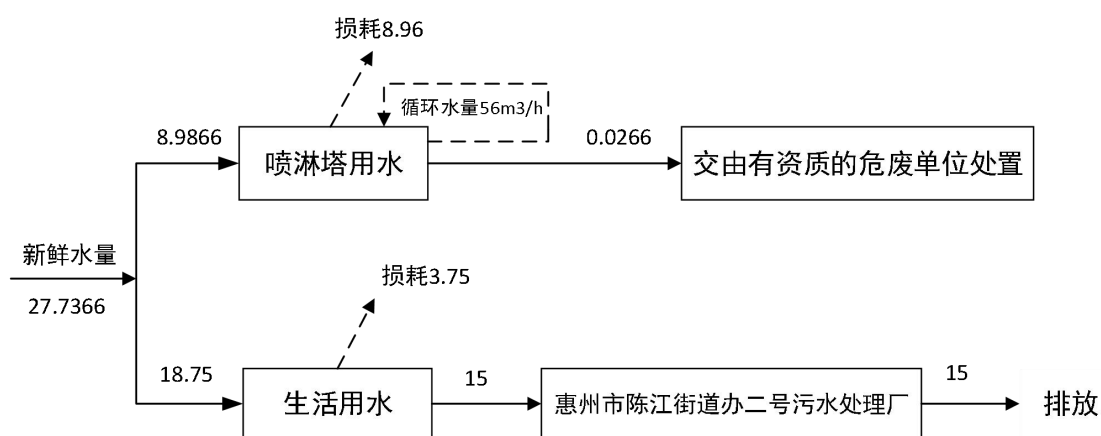 损耗8.96
循环水量56m3/h
8.9866
0.0266
喷淋塔用水
交由有资质的危废单位处置
新鲜水量
27.7366
损耗3.75
18.75
15
15
生活用水
惠州市陈江街道办二号污水处理厂
排放